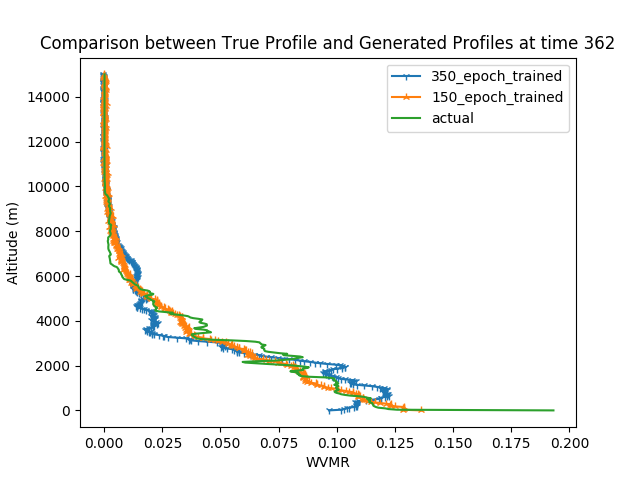 Comparison between True Profile and Generated Profiles at time 362
350_epoch_trained
150_epoch_trained
actual
Altitude (m)
14000
12000
10000
8000
6000
4000
2000
0
0.000 0.025 0.050 0.075 0.100 0.125 0.150 0.175 0.200
WVMR